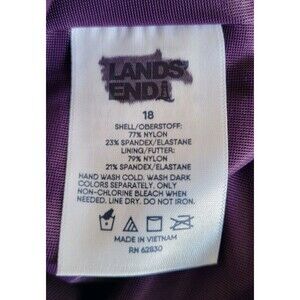 LANDS'
END
18
SHELL/OBERSTOFF:
77% NYLON
23% SPANDEX/ELASTANE
LINING/FUTTER:
79% NYLON
21% SPANDEX/ELASTANE
HAND WASH COLD. WASH DARK
COLORS SEPARATELY. ONLY
NON-CHLORINE BLEACH WHEN
NEEDED. LINE DRY. DO NOT IRON.
MADE IN VIETNAM
RN 62830